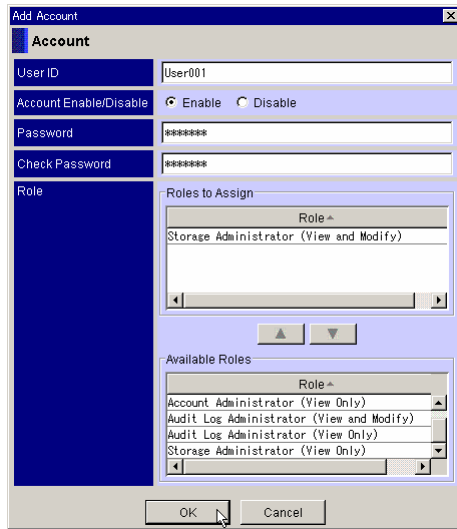 Add Account
Account
User ID
User001
Account Enable/Disable
Enable
Disable
Password
*******
Check Password
*******
Role
Roles to Assign
Role
Storage Administrator (View and Modify)
Available Roles
Role
Account Administrator (View Only)
Audit Log Administrator (View and Modify)
Audit Log Administrator (View Only)
Storage Administrator (View Only)
OK
Cancel